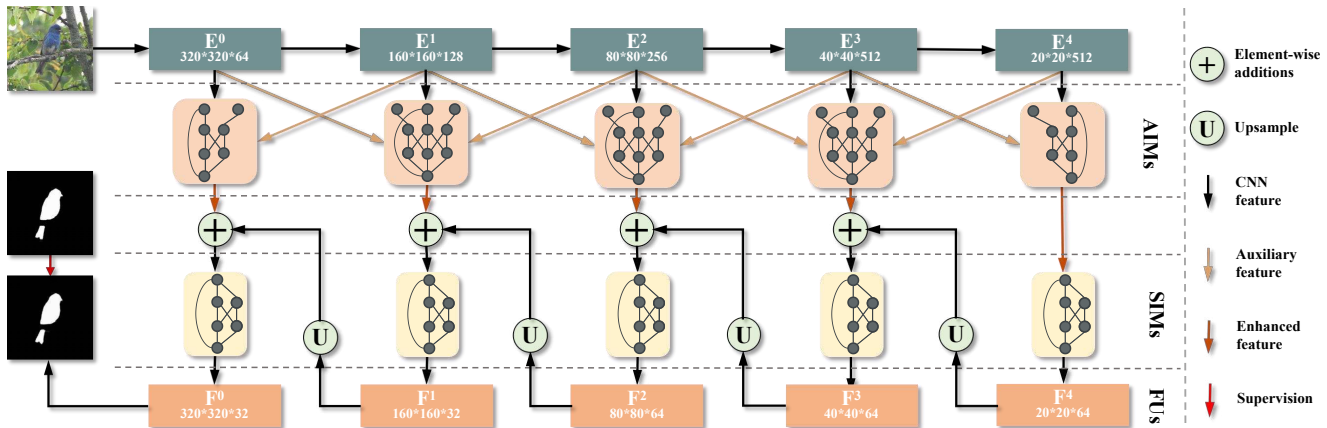 E⁰
320*320*64
E¹
160*160*128
E²
80*80*256
E³
40*40*512
E⁴
20*20*512
AIMs
U
U
U
U
SIMs
F⁰
320*320*32
F¹
160*160*32
F²
80*80*64
F³
40*40*64
F⁴
20*20*64
FUs
+
+
+
+
+
Element-wise
additions
U
Upsample
CNN
feature
Auxiliary
feature
Enhanced
feature
Supervision